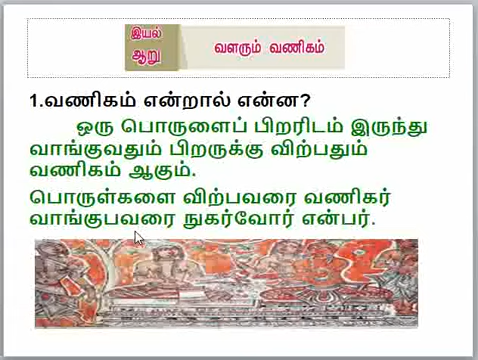 இயல்
ஆறு
வளரும் வணிகம்
1.வணிகம் என்றால் என்ன?
ஒரு பொருளைப் பிறரிடம் இருந்து
வாங்குவதும் பிறருக்கு விற்பதும்
வணிகம் ஆகும்.
பொருள்களை விற்பவரை வணிகர்
வாங்குபவரை நுகர்வோர் என்பர்.